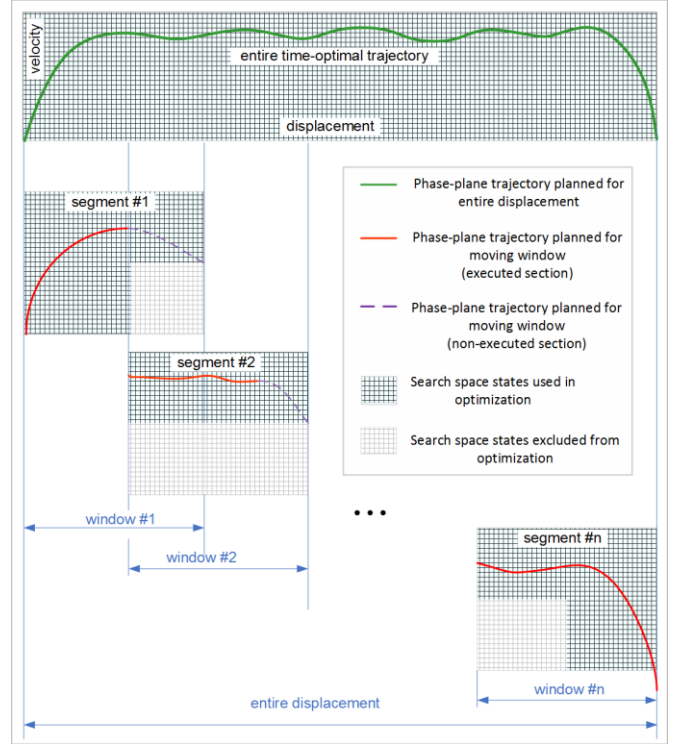 velocity
entire time-optimal trajectory
displacement
segment #1
Phase-plane trajectory planned for
entire displacement
Phase-plane trajectory planned for
moving window
(executed section)
Phase-plane trajectory planned for
moving window
(non-executed section)
Search space states used in
optimization
Search space states excluded from
optimization
segment #2
...
window #1
window #2
segment #n
window #n
entire displacement